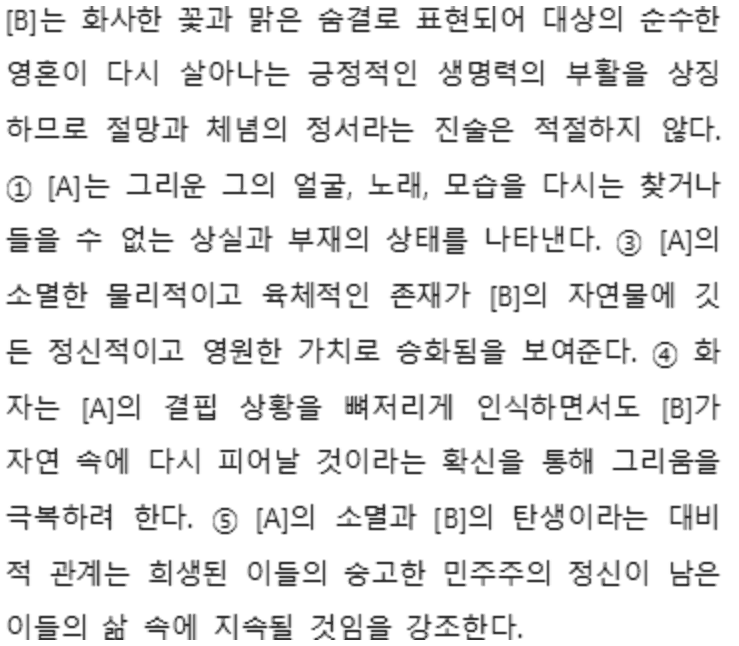 [B]는 화사한 꽃과 맑은 숨결로 표현되어 대상의 순수한
영혼이 다시 살아나는 긍정적인 생명력의 부활을 상징
하므로 절망과 체념의 정서라는 진술은 적절하지 않다.
① [A]는 그리운 그의 얼굴, 노래, 모습을 다시는 찾거나
들을 수 없는 상실과 부재의 상태를 나타낸다. ③ [A]의
소멸한 물리적이고 육체적인 존재가 [B]의 자연물에 깃
든 정신적이고 영원한 가치로 승화됨을 보여준다. ④ 화
자는 [A]의 결핍 상황을 뼈저리게 인식하면서도 [B]가
자연 속에 다시 피어날 것이라는 확신을 통해 그리움을
극복하려 한다. ⑤ [A]의 소멸과 [B]의 탄생이라는 대비
적 관계는 희생된 이들의 숭고한 민주주의 정신이 남은
이들의 삶 속에 지속될 것임을 강조한다.